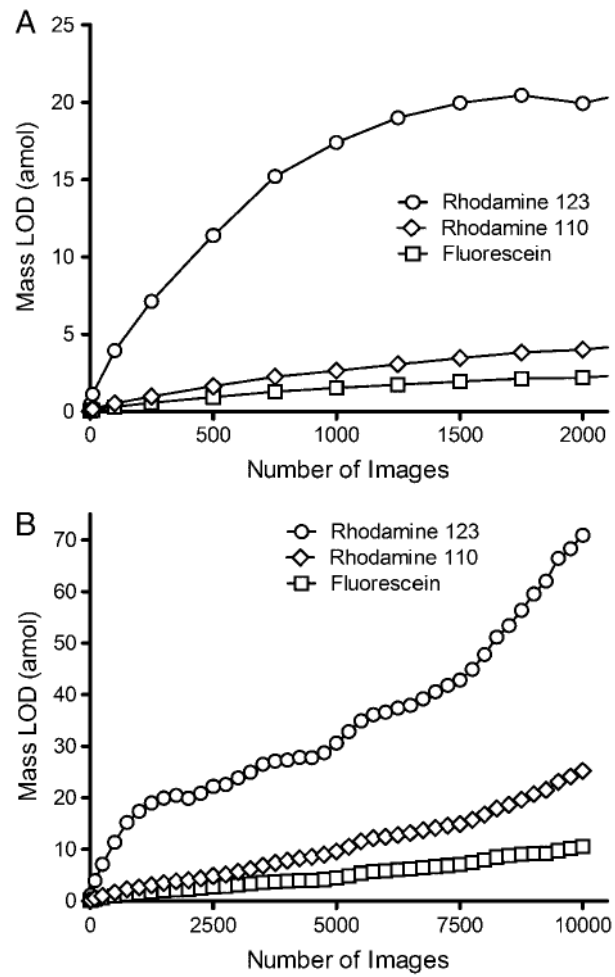 A
25
20
15
10
5
0
Mass LOD (amol)
Rhodamine 123
Rhodamine 110
Fluorescein
0 500 1000 1500 2000
Number of Images
B
70
60
50
40
30
20
10
0
Mass LOD (amol)
Rhodamine 123
Rhodamine 110
Fluorescein
0 2500 5000 7500 10000
Number of Images